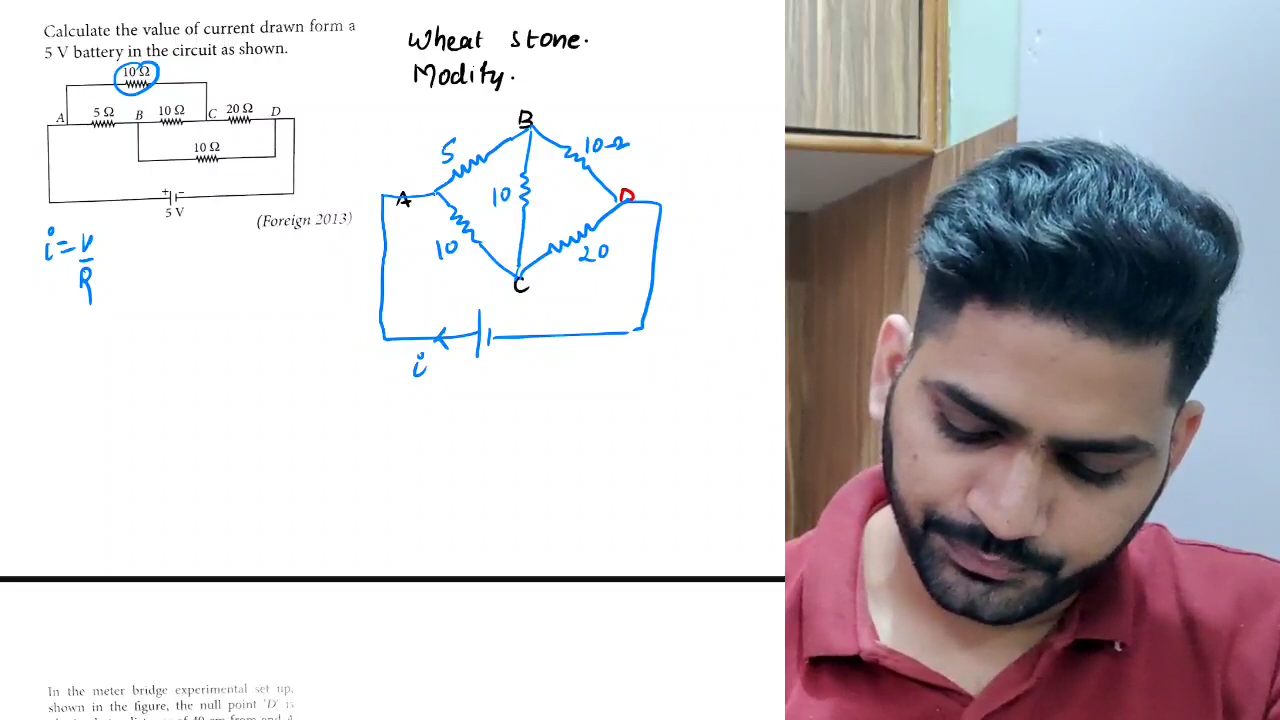 Calculate the value of current drawn form a
5 V battery in the circuit as shown.
10 Ω
A 5 Ω B 10 Ω C 20 Ω D
10 Ω
+ −
5 V
(Foreign 2013)
i = V
R
Wheat stone.
Modify.
B
5 10 Ω
A 10 D
10 20
C
i
In the meter bridge experimental set up,
shown in the figure, the null point 'D' is